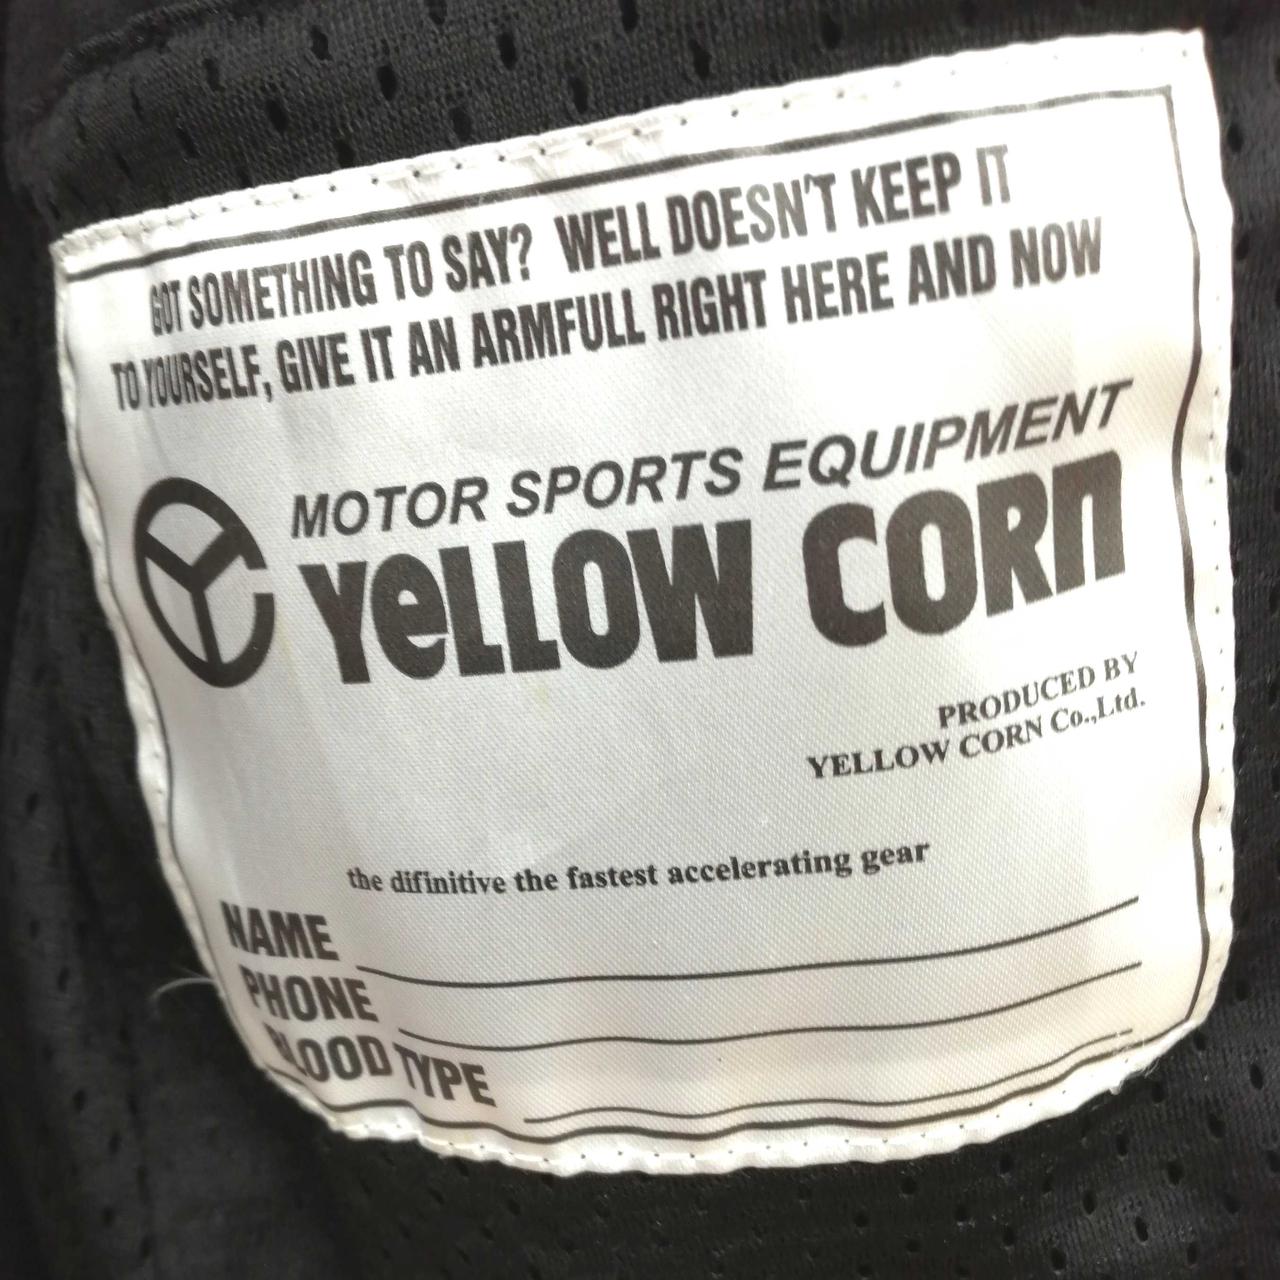 GOT SOMETHING TO SAY? WELL DOESN'T KEEP IT
TO YOURSELF, GIVE IT AN ARMFULL RIGHT HERE AND NOW
MOTOR SPORTS EQUIPMENT
YELLOW CORN
PRODUCED BY
YELLOW CORN Co.,Ltd.
the difinitive the fastest accelerating gear
NAME
PHONE
BLOOD TYPE